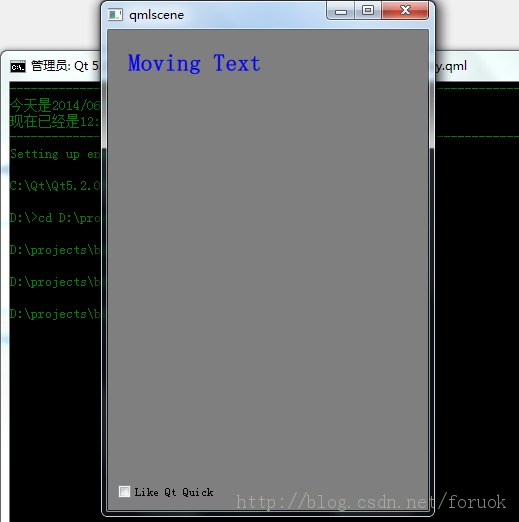 qmlscene
管理员: Qt 5
y.qml
Moving Text
今天是2014/06
现在已经是12:
Setting up en
C:\Qt\Qt5.2.0
D:\>cd D:\pro
D:\projects\b
D:\projects\b
D:\projects\b
Like Qt Quick
http://blog.csdn.net/foruok